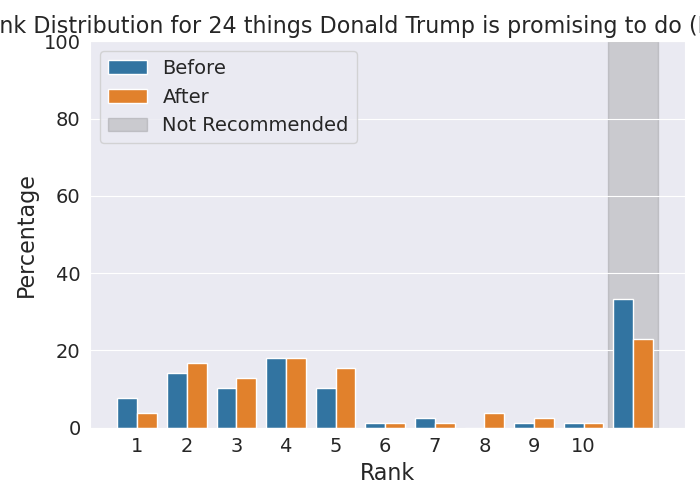 nk Distribution for 24 things Donald Trump is promising to do (
Before
After
Not Recommended
Percentage
100
80
60
40
20
0
1 2 3 4 5 6 7 8 9 10
Rank